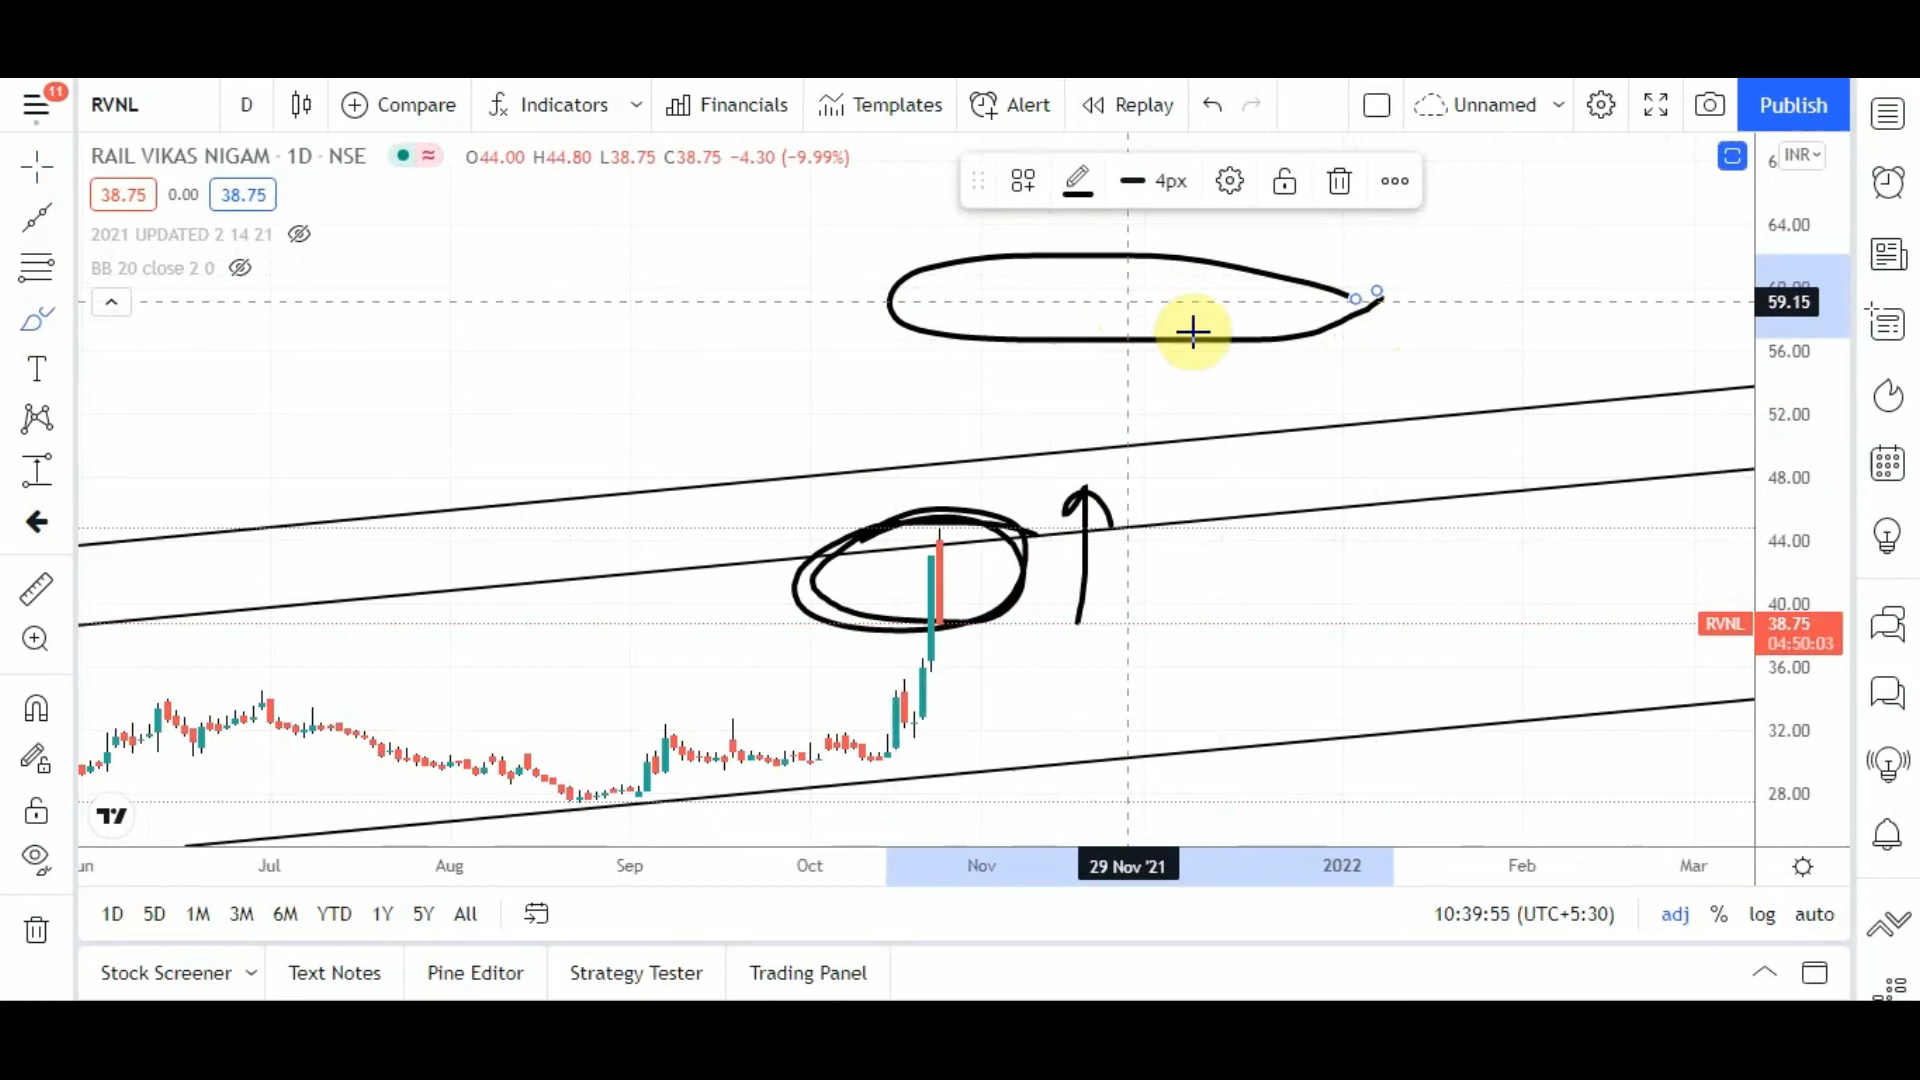 11
RVNL D Compare Indicators Financials Templates Alert Replay Unnamed Publish
RAIL VIKAS NIGAM · 1D · NSE O44.00 H44.80 L38.75 C38.75 −4.30 (−9.99%)
INR
4px
38.75 0.00 38.75
2021 UPDATED 2 14 21
BB 20 close 2 0
64.00
59.15
56.00
52.00
48.00
44.00
40.00
RVNL 38.75
04:50:03
36.00
32.00
28.00
Jul Aug Sep Oct Nov 29 Nov '21 2022 Feb Mar
1D 5D 1M 3M 6M YTD 1Y 5Y All 10:39:55 (UTC+5:30) adj % log auto
Stock Screener Text Notes Pine Editor Strategy Tester Trading Panel